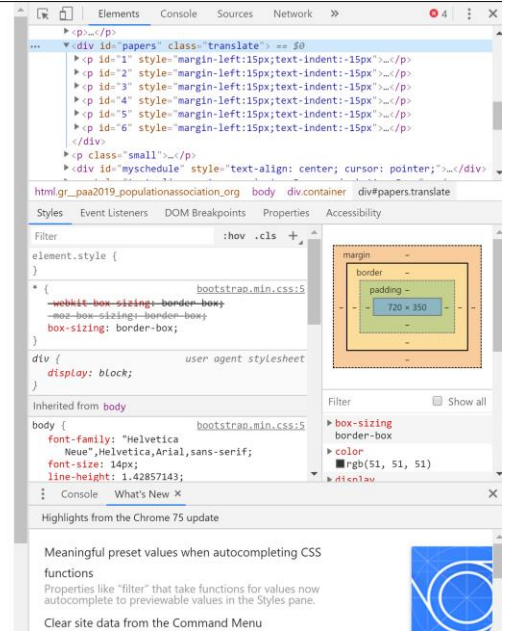 Elements Console Sources Network » 4
<p>…</p>
… <div id="papers" class="translate"> == $0
<p id="1" style="margin-left:15px;text-indent:-15px">…</p>
<p id="2" style="margin-left:15px;text-indent:-15px">…</p>
<p id="3" style="margin-left:15px;text-indent:-15px">…</p>
<p id="4" style="margin-left:15px;text-indent:-15px">…</p>
<p id="5" style="margin-left:15px;text-indent:-15px">…</p>
<p id="6" style="margin-left:15px;text-indent:-15px">…</p>
</div>
<p class="small">…</p>
<div id="myschedule" style="text-align: center; cursor: pointer;">…</div>
html.gr__paa2019_populationassociation_org body div.container div#papers.translate
Styles Event Listeners DOM Breakpoints Properties Accessibility
Filter :hov .cls +
element.style {
}
* { bootstrap.min.css:5
-webkit-box-sizing: border-box;
-moz-box-sizing: border-box;
box-sizing: border-box;
}
div { user agent stylesheet
display: block;
}
Inherited from body
body { bootstrap.min.css:5
font-family: "Helvetica
Neue",Helvetica,Arial,sans-serif;
font-size: 14px;
line-height: 1.42857143;
margin -
border -
padding -
- - - 720 × 350 - - -
-
-
-
Filter Show all
box-sizing
border-box
color
rgb(51, 51, 51)
display
Console What's New ×
Highlights from the Chrome 75 update
Meaningful preset values when autocompleting CSS
functions
Properties like "filter" that take functions for values now
autocomplete to previewable values in the Styles pane.
Clear site data from the Command Menu